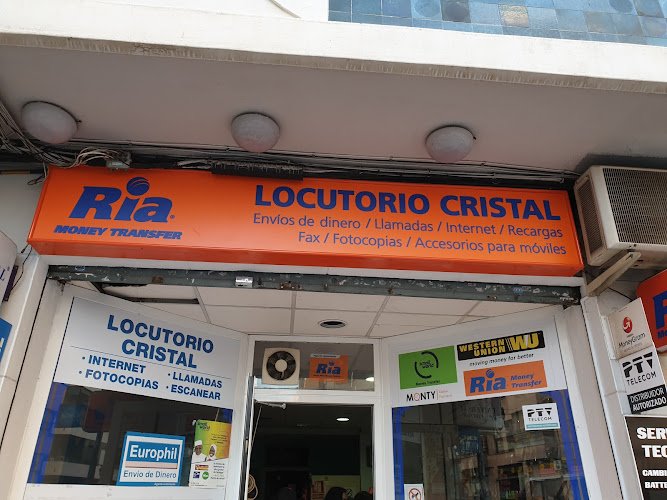 Ria
MONEY TRANSFER
LOCUTORIO CRISTAL
Envíos de dinero / Llamadas / Internet / Recargas
Fax / Fotocopias / Accesorios para móviles
LOCUTORIO
CRISTAL
· INTERNET · LLAMADAS
· FOTOCOPIAS · ESCANEAR
Europhil
Envío de Dinero
Ria
WESTERN UNION WU
moving money for better
Ria Money Transfer
MONTY
PTV TELECOM
MoneyGram
PTV
TELECOM
DISTRIBUIDOR
AUTORIZADO